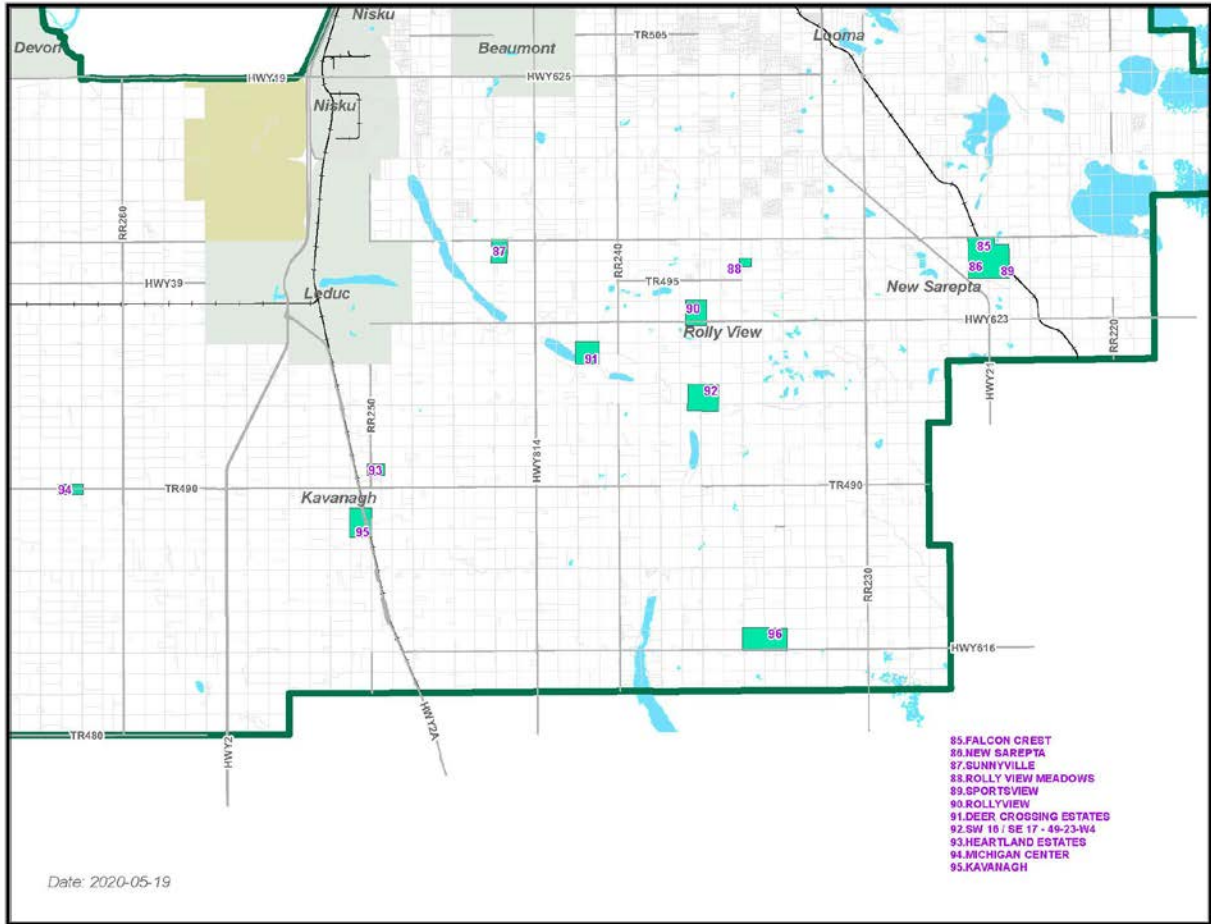 Nisku
Devon
Beaumont
TR505
Looma
HWY19
HWY625
Nisku
RR260
RR240
87
85
88
86
89
HWY39
TR495
New Sarepta
Leduc
90
HWY623
RR220
Rolly View
91
HWY21
92
RR250
HWY814
93
94
TR490
TR490
Kavanagh
95
RR230
96
HWY616
HWY2A
TR480
HWY2
85.FALCON CREST
86.NEW SAREPTA
87.SUNNYVILLE
88.ROLLY VIEW MEADOWS
89.SPORTSVIEW
90.ROLLYVIEW
91.DEER CROSSING ESTATES
92.SW 16 / SE 17 - 49-23-W4
93.HEARTLAND ESTATES
94.MICHIGAN CENTER
95.KAVANAGH
Date: 2020-05-19